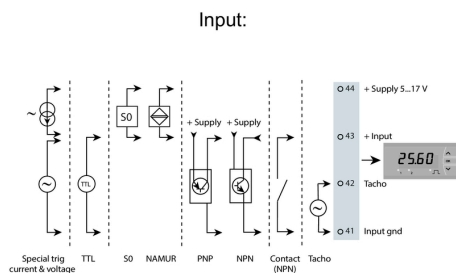 Input:
44 + Supply 5...17 V
S0
+ Supply + Supply
43 + Input
25.60
TTL
42 Tacho
41 Input gnd
Special trig
current & voltage
TTL
S0
NAMUR
PNP
NPN
Contact
(NPN)
Tacho